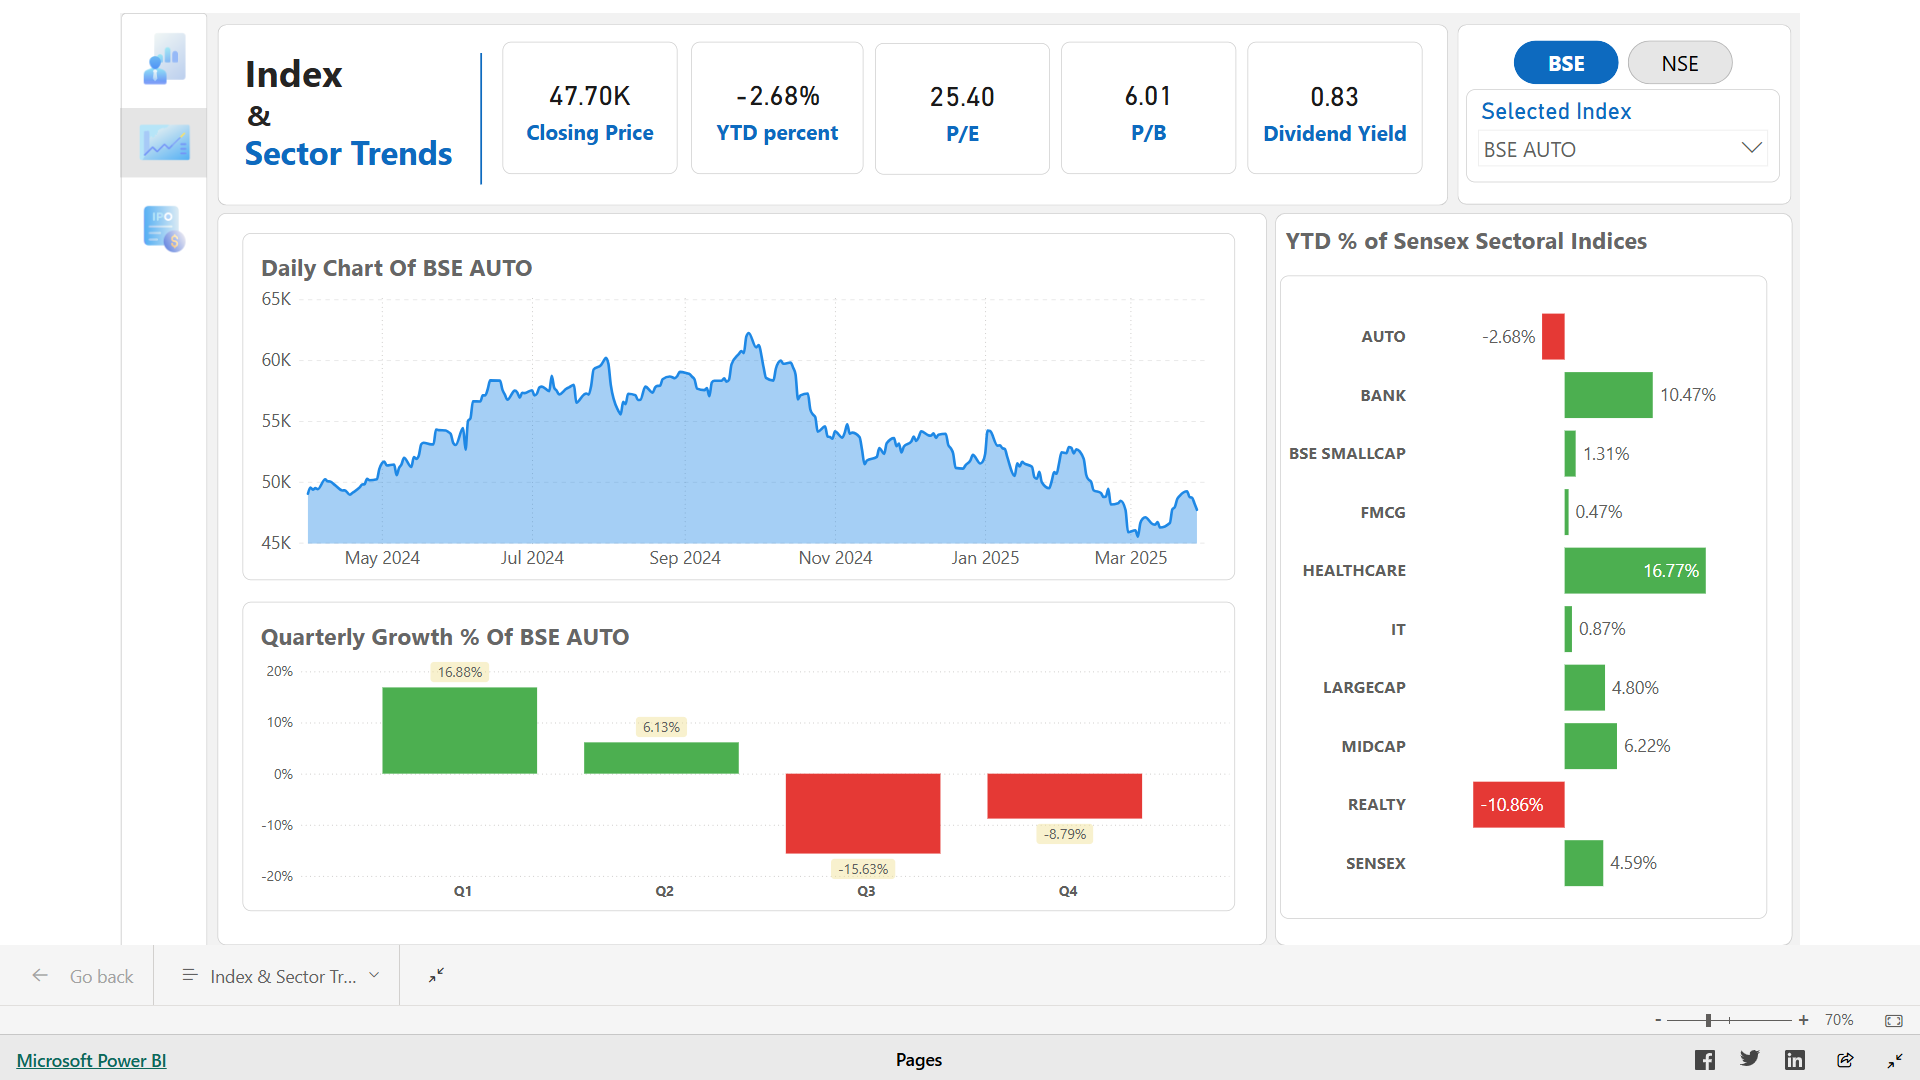 Index
&
Sector Trends
47.70K
Closing Price
-2.68%
YTD percent
25.40
P/E
6.01
P/B
0.83
Dividend Yield
BSE
NSE
Selected Index
BSE AUTO
IPO
$
Daily Chart Of BSE AUTO
65K
60K
55K
50K
45K
May 2024
Jul 2024
Sep 2024
Nov 2024
Jan 2025
Mar 2025
Quarterly Growth % Of BSE AUTO
20%
10%
0%
-10%
-20%
16.88%
6.13%
-15.63%
-8.79%
Q1
Q2
Q3
Q4
YTD % of Sensex Sectoral Indices
AUTO -2.68%
BANK 10.47%
BSE SMALLCAP 1.31%
FMCG 0.47%
HEALTHCARE 16.77%
IT 0.87%
LARGECAP 4.80%
MIDCAP 6.22%
REALTY -10.86%
SENSEX 4.59%
Go back
Index & Sector Tr...
- + 70%
Microsoft Power BI
Pages